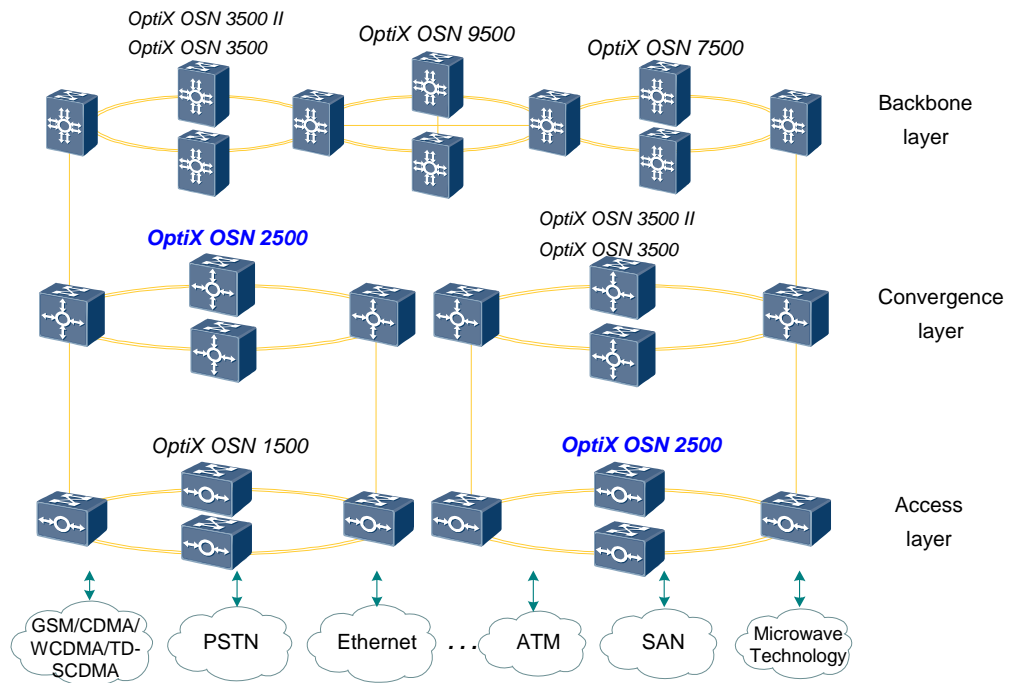 OptiX OSN 3500 II
OptiX OSN 3500
OptiX OSN 9500
OptiX OSN 7500
Backbone
layer
OptiX OSN 2500
OptiX OSN 3500 II
OptiX OSN 3500
Convergence
layer
OptiX OSN 1500
OptiX OSN 2500
Access
layer
GSM/CDMA/
WCDMA/TD-
SCDMA
PSTN
Ethernet
...
ATM
SAN
Microwave
Technology